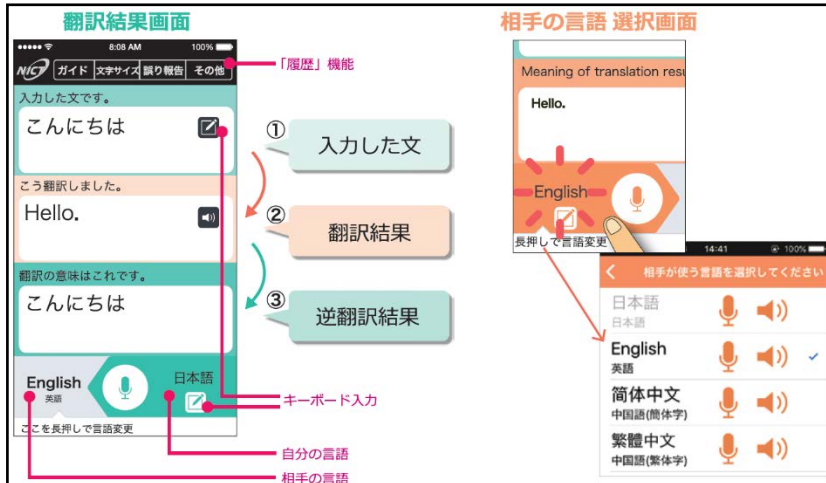 翻訳結果画面
8:08 AM 100%
NICT ガイド 文字サイズ 誤り報告 その他
「履歴」機能
入力した文です。
こんにちは
① 入力した文
こう翻訳しました。
Hello.
② 翻訳結果
翻訳の意味はこれです。
こんにちは
③ 逆翻訳結果
English
英語
日本語
ここを長押しで言語変更
キーボード入力
自分の言語
相手の言語
相手の言語 選択画面
Meaning of translation resu
Hello.
English
長押しで言語変更
14:41 100%
相手が使う言語を選択してください
日本語
日本語
English
英語
简体中文
中国語(簡体字)
繁體中文
中国語(繁体字)